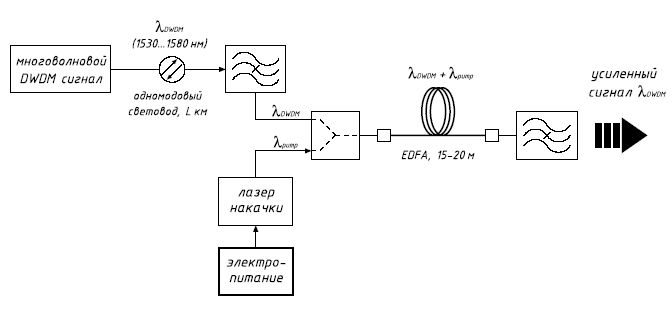 многоволновой
DWDM сигнал
λDWDM
(1530...1580 нм)
одномодовый
световод, L км
λDWDM
λpump
лазер
накачки
электро-
питание
λDWDM + λpump
EDFA, 15-20 м
усиленный
сигнал λDWDM